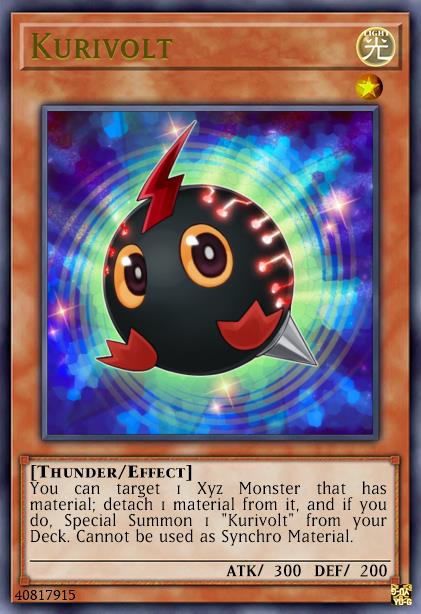 Kurivolt
LIGHT
光
[Thunder/Effect]
You can target 1 Xyz Monster that has
material; detach 1 material from it, and if you
do, Special Summon 1 "Kurivolt" from your
Deck. Cannot be used as Synchro Material.
ATK/ 300 DEF/ 200
40817915